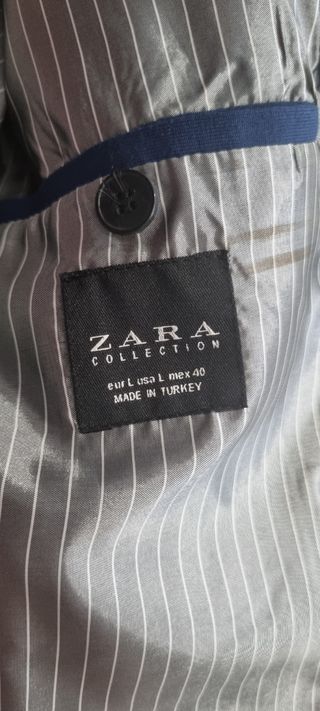 ZARA
COLLECTION
eur L usa L mex 40
MADE IN TURKEY